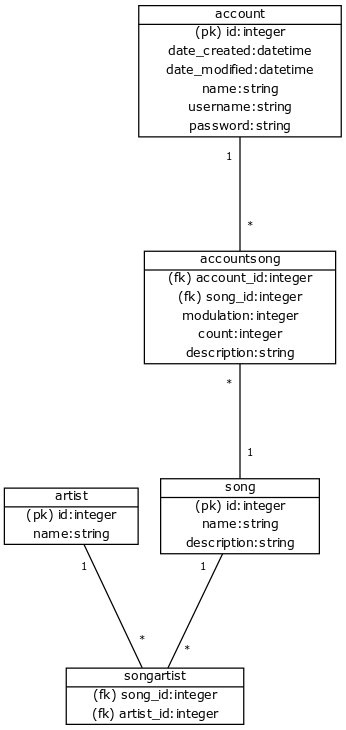 account
(pk) id:integer
date_created:datetime
date_modified:datetime
name:string
username:string
password:string
1
*
accountsong
(fk) account_id:integer
(fk) song_id:integer
modulation:integer
count:integer
description:string
*
1
artist
(pk) id:integer
name:string
song
(pk) id:integer
name:string
description:string
1
1
*
*
songartist
(fk) song_id:integer
(fk) artist_id:integer